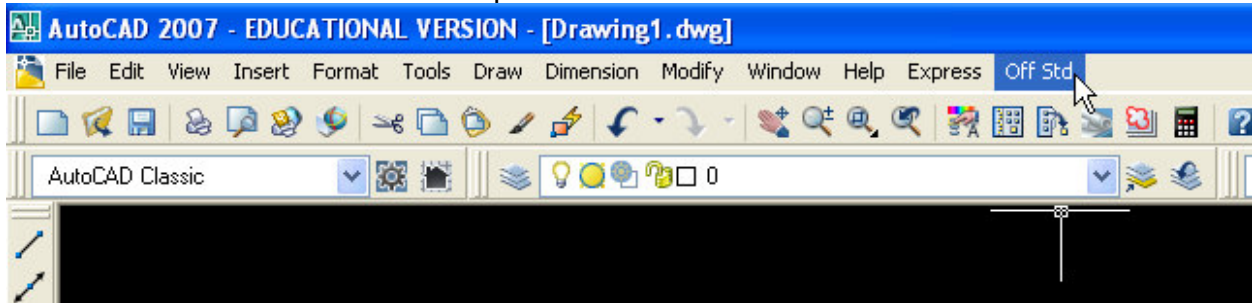 AutoCAD 2007 - EDUCATIONAL VERSION - [Drawing1.dwg]
File Edit View Insert Format Tools Draw Dimension Modify Window Help Express Off Std
AutoCAD Classic 0